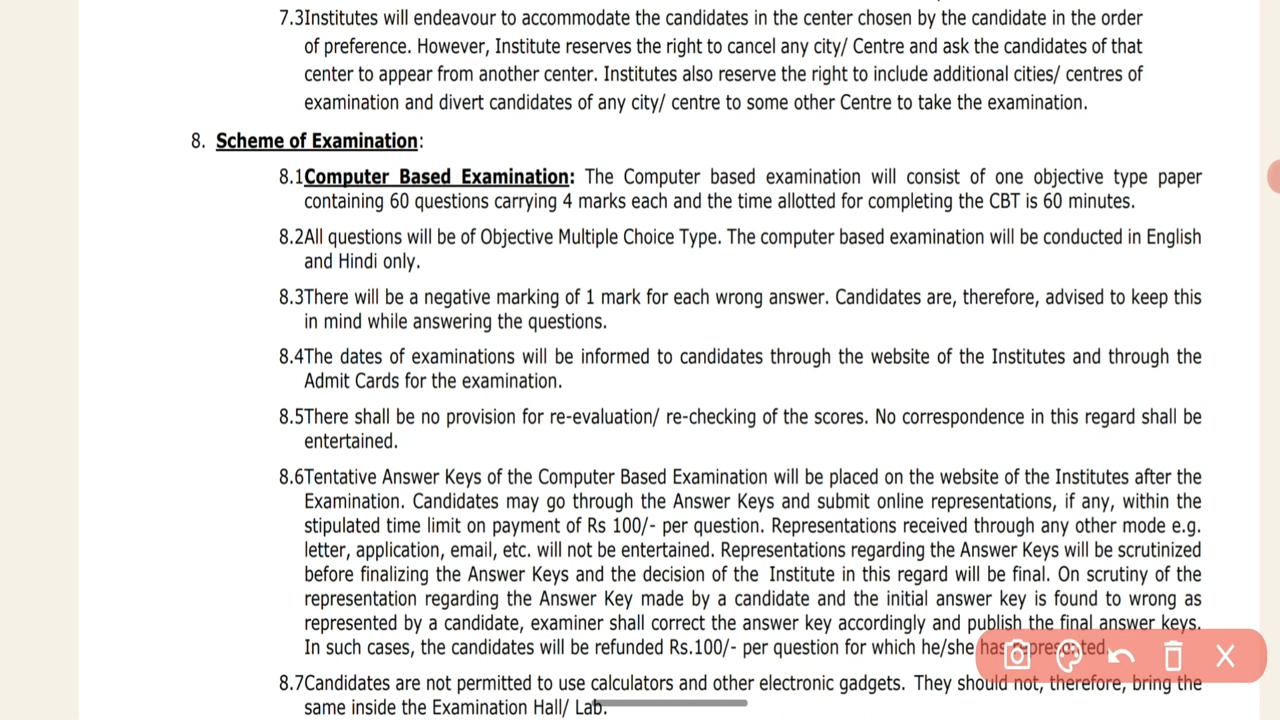 7.3Institutes will endeavour to accommodate the candidates in the center chosen by the candidate in the order
of preference. However, Institute reserves the right to cancel any city/ Centre and ask the candidates of that
center to appear from another center. Institutes also reserve the right to include additional cities/ centres of
examination and divert candidates of any city/ centre to some other Centre to take the examination.
8. Scheme of Examination:
8.1Computer Based Examination: The Computer based examination will consist of one objective type paper
containing 60 questions carrying 4 marks each and the time allotted for completing the CBT is 60 minutes.
8.2All questions will be of Objective Multiple Choice Type. The computer based examination will be conducted in English
and Hindi only.
8.3There will be a negative marking of 1 mark for each wrong answer. Candidates are, therefore, advised to keep this
in mind while answering the questions.
8.4The dates of examinations will be informed to candidates through the website of the Institutes and through the
Admit Cards for the examination.
8.5There shall be no provision for re-evaluation/ re-checking of the scores. No correspondence in this regard shall be
entertained.
8.6Tentative Answer Keys of the Computer Based Examination will be placed on the website of the Institutes after the
Examination. Candidates may go through the Answer Keys and submit online representations, if any, within the
stipulated time limit on payment of Rs 100/- per question. Representations received through any other mode e.g.
letter, application, email, etc. will not be entertained. Representations regarding the Answer Keys will be scrutinized
before finalizing the Answer Keys and the decision of the Institute in this regard will be final. On scrutiny of the
representation regarding the Answer Key made by a candidate and the initial answer key is found to wrong as
represented by a candidate, examiner shall correct the answer key accordingly and publish the final answer keys.
In such cases, the candidates will be refunded Rs.100/- per question for which he/she has represented.
8.7Candidates are not permitted to use calculators and other electronic gadgets. They should not, therefore, bring the
same inside the Examination Hall/ Lab.